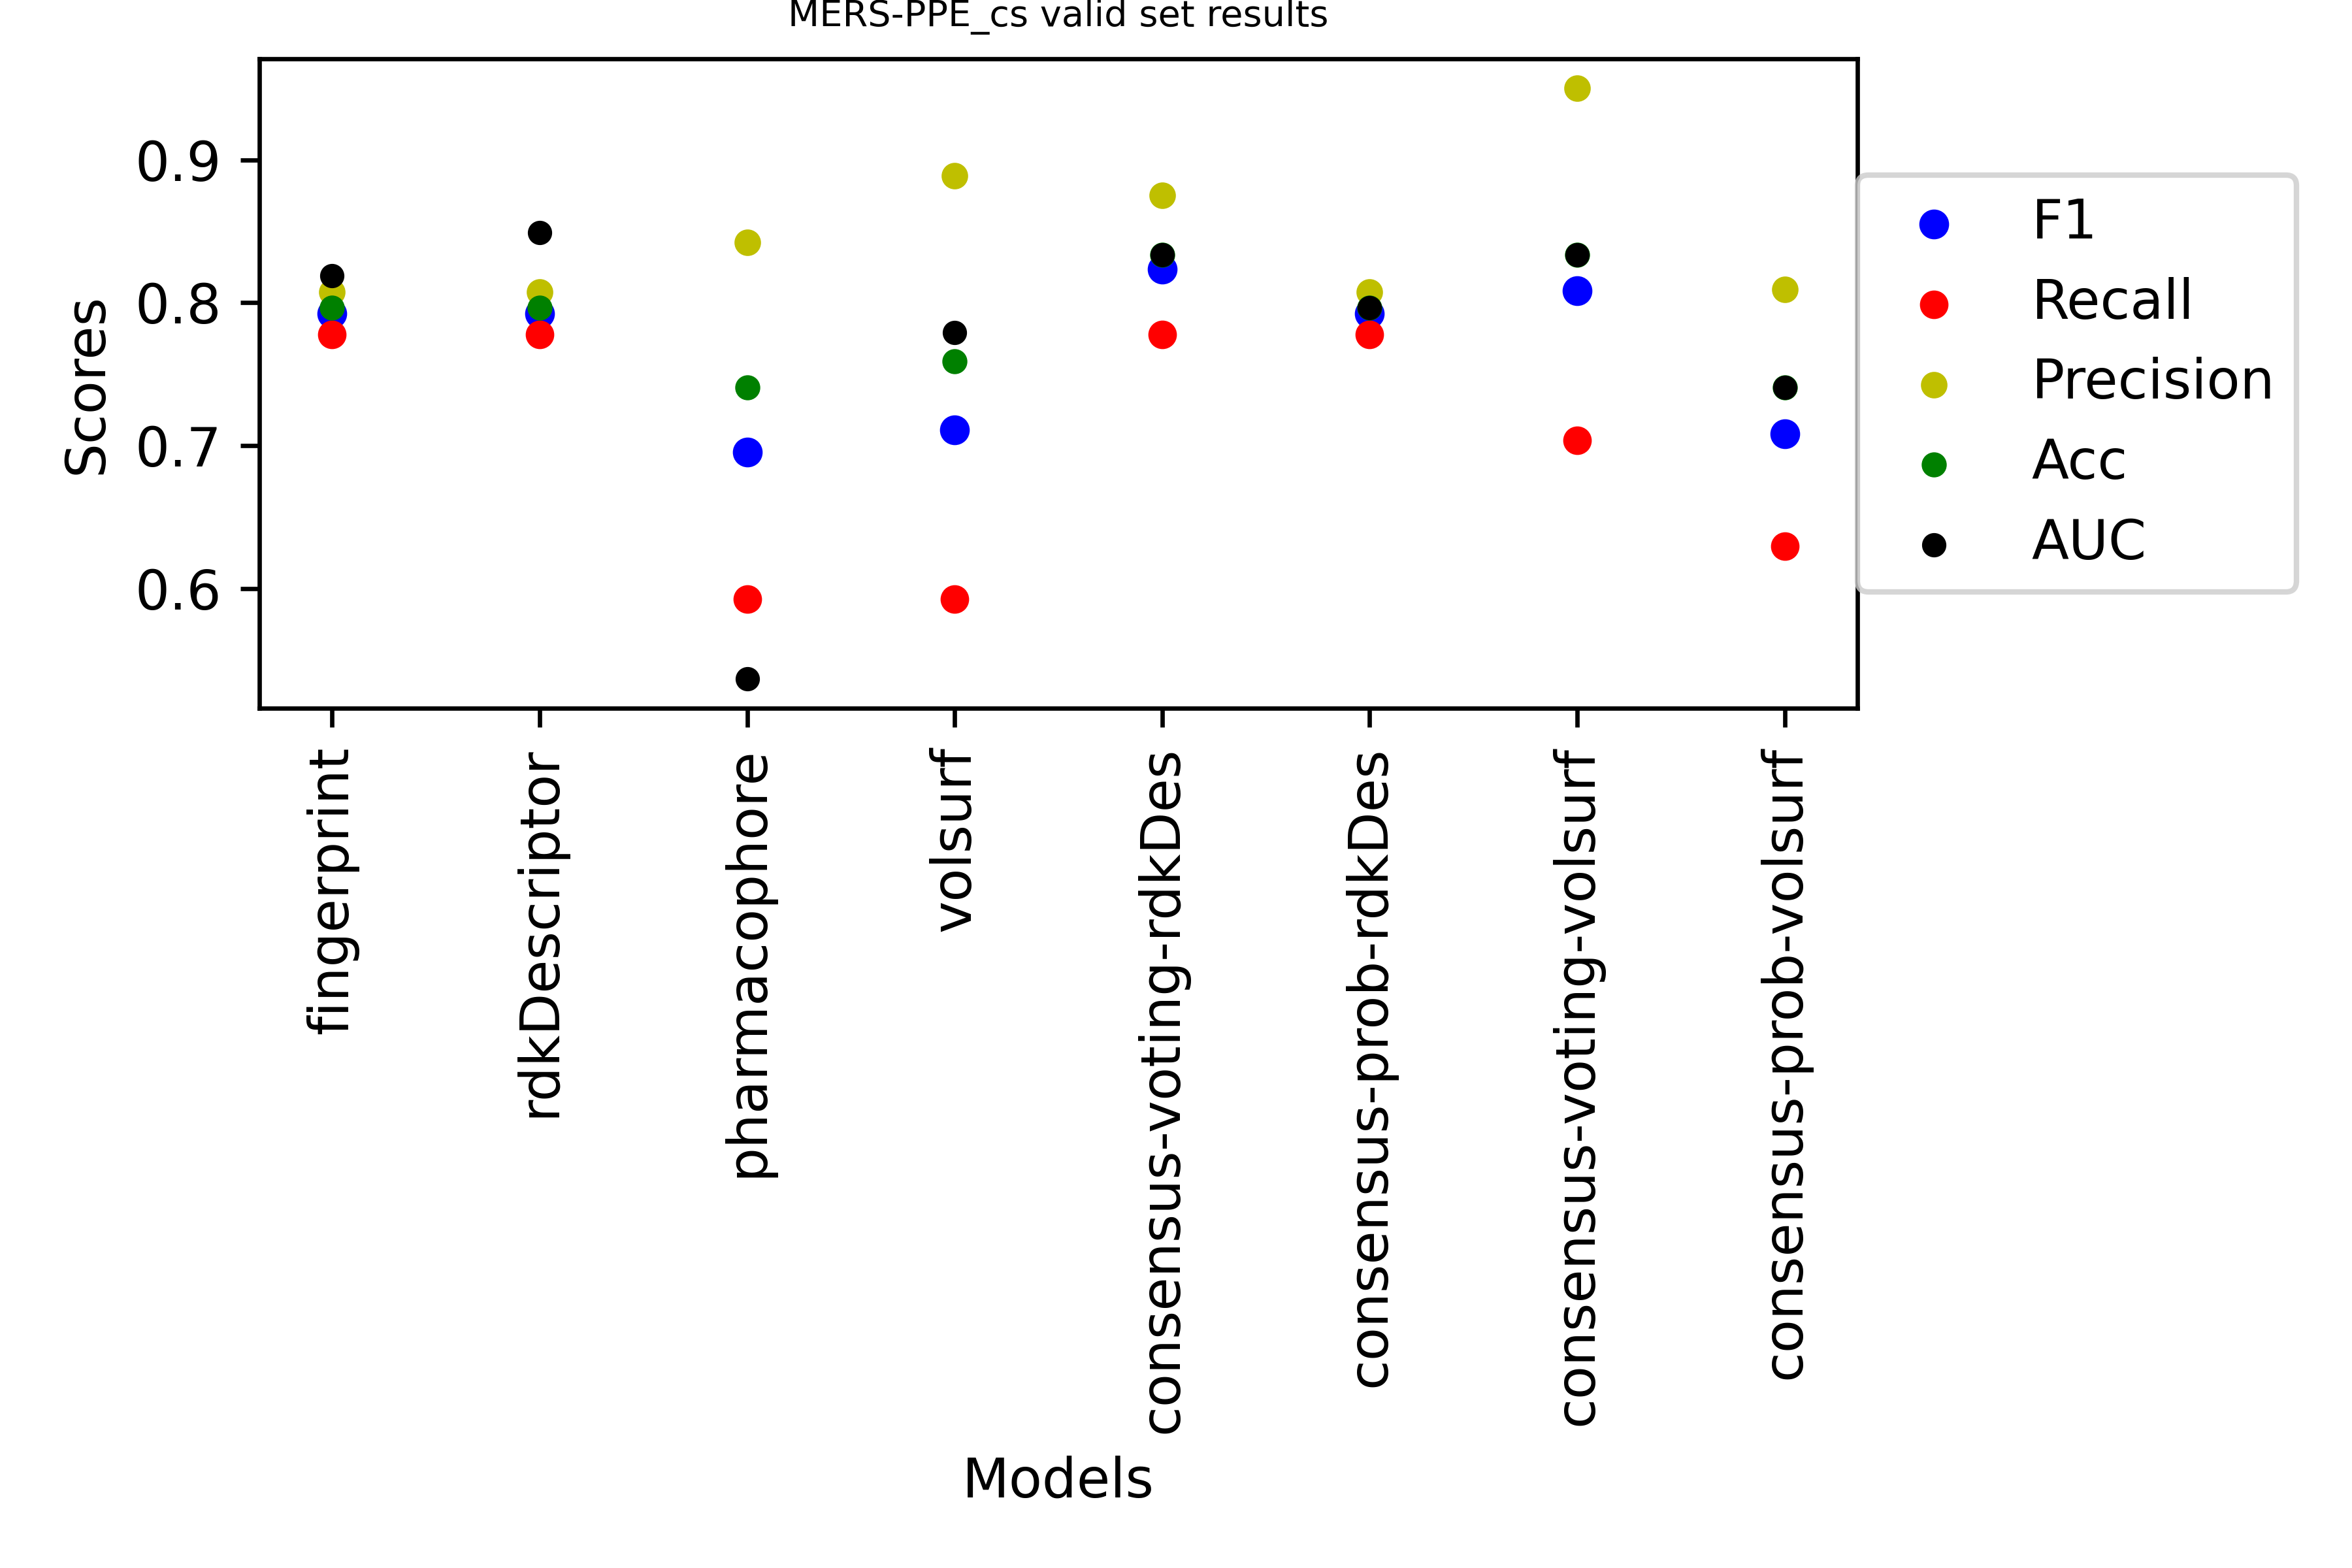 MERS-PPE_cs valid set results
Scores
0.9
0.8
0.7
0.6
F1
Recall
Precision
Acc
AUC
fingerprint
rdkDescriptor
pharmacophore
volsurf
consensus-voting-rdkDes
consensus-prob-rdkDes
consensus-voting-volsurf
consensus-prob-volsurf
Models